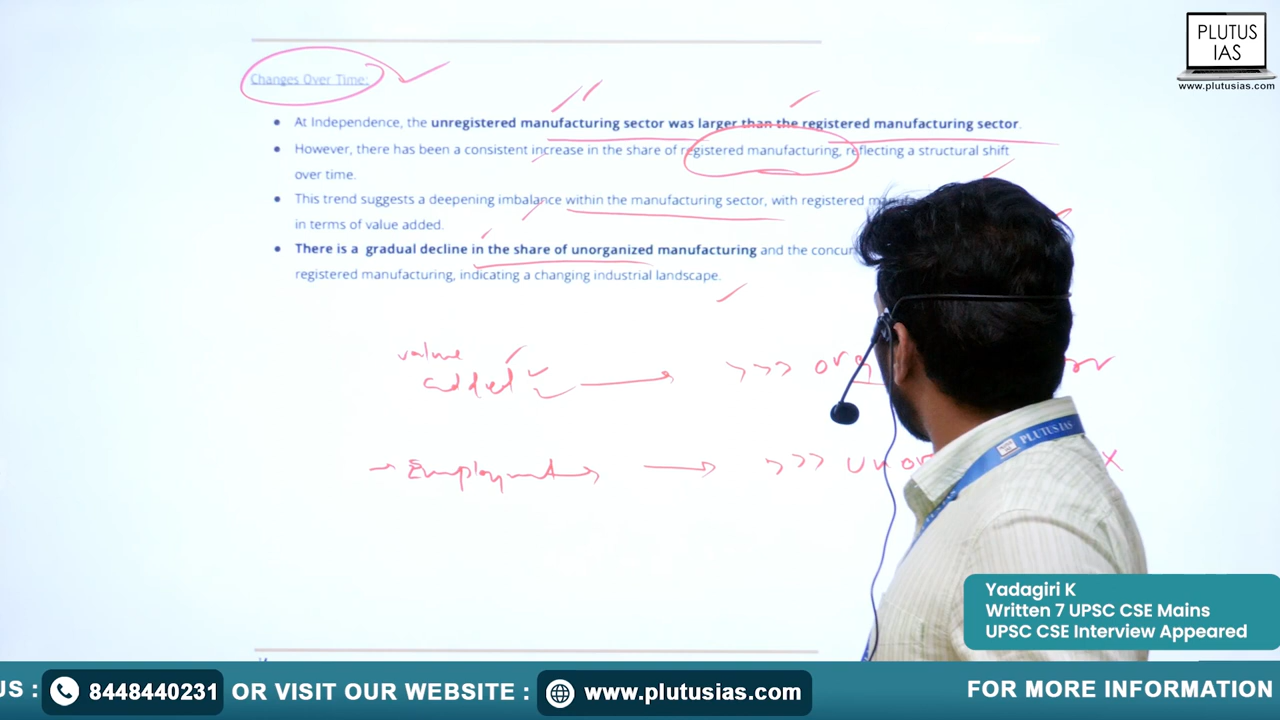 PLUTUS
IAS
www.plutusias.com
Changes Over Time:
• At Independence, the unregistered manufacturing sector was larger than the registered manufacturing sector.
• However, there has been a consistent increase in the share of registered manufacturing, reflecting a structural shift
over time.
• This trend suggests a deepening imbalance within the manufacturing sector, with registered
in terms of value added.
• There is a gradual decline in the share of unorganized manufacturing and the
registered manufacturing, indicating a changing industrial landscape.
value
added → >>> org
→ Employment → >>> unor x
PLUTUS IAS
Yadagiri K
Written 7 UPSC CSE Mains
UPSC CSE Interview Appeared
US : 8448440231 OR VISIT OUR WEBSITE : www.plutusias.com FOR MORE INFORMATION